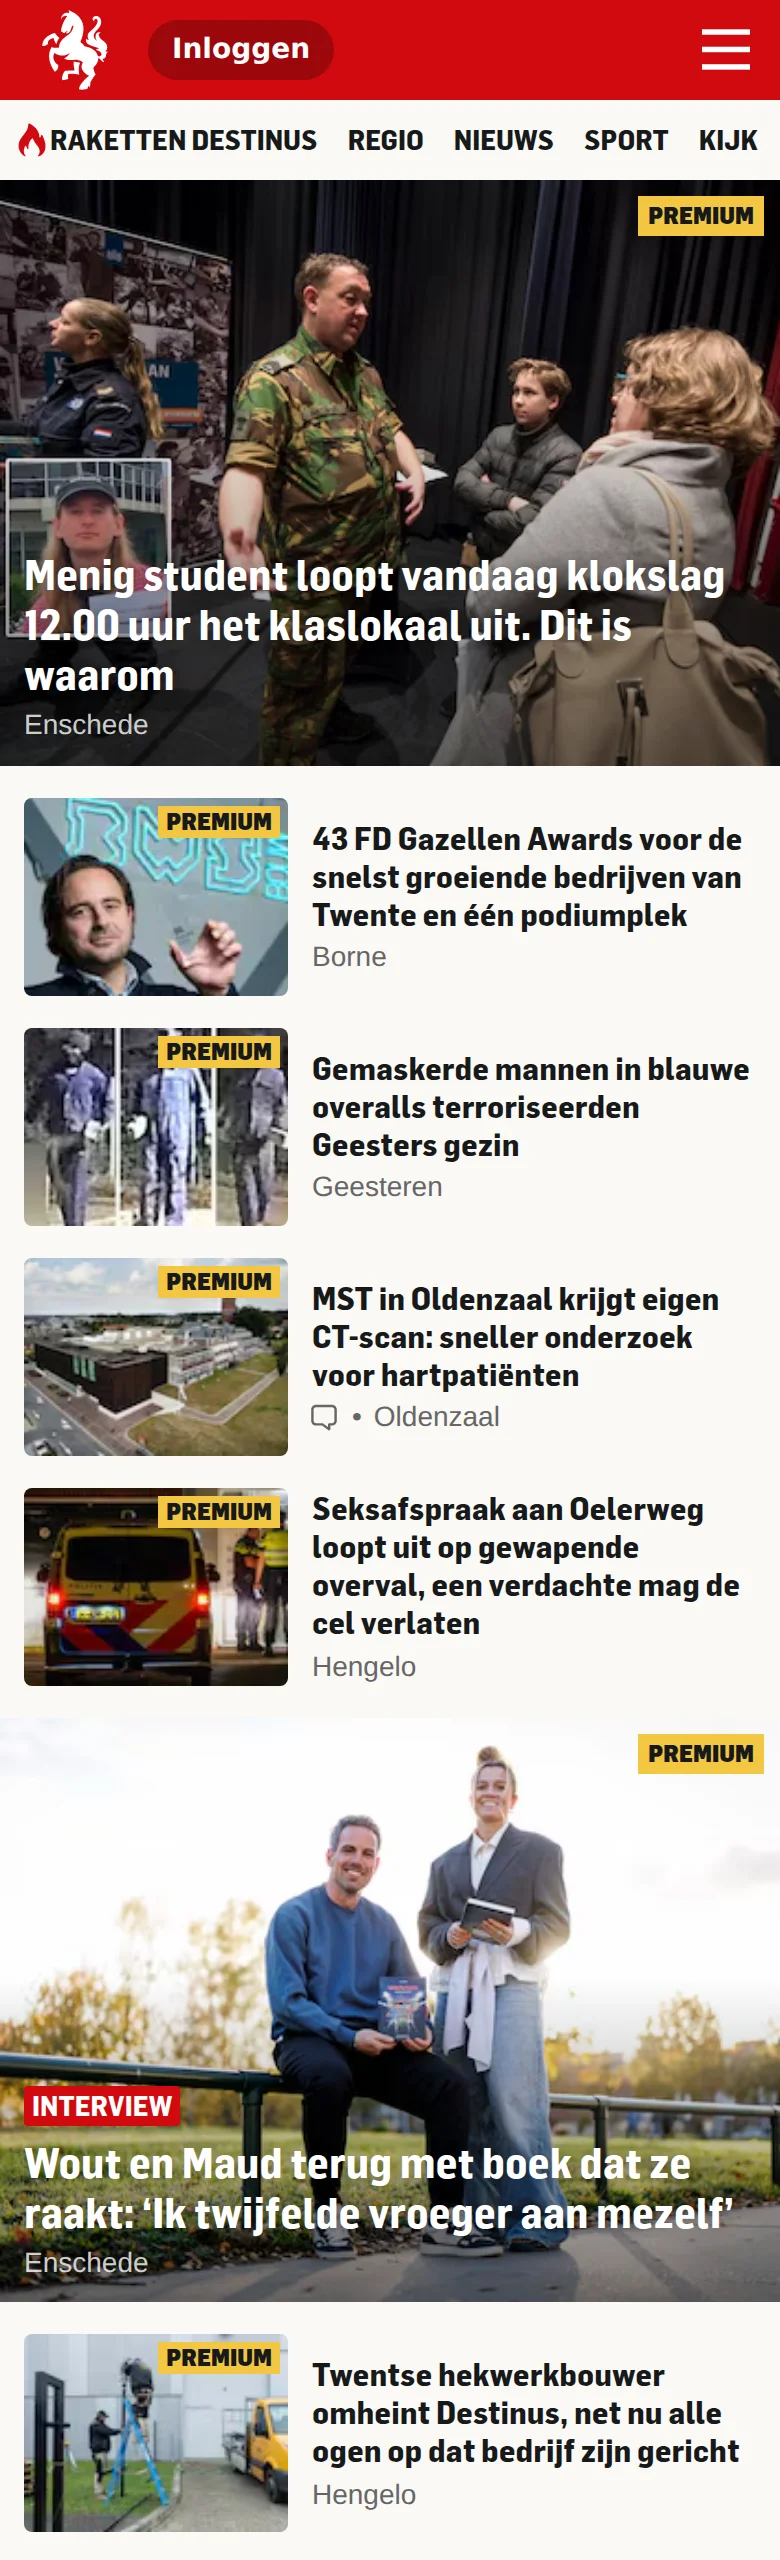 Inloggen
RAKETTEN DESTINUS REGIO NIEUWS SPORT KIJK
PREMIUM
Menig student loopt vandaag klokslag
12.00 uur het klaslokaal uit. Dit is
waarom
Enschede
PREMIUM
43 FD Gazellen Awards voor de
snelst groeiende bedrijven van
Twente en één podiumplek
Borne
PREMIUM
Gemaskerde mannen in blauwe
overalls terroriseerden
Geesters gezin
Geesteren
PREMIUM
MST in Oldenzaal krijgt eigen
CT-scan: sneller onderzoek
voor hartpatiënten
• Oldenzaal
PREMIUM
Seksafspraak aan Oelerweg
loopt uit op gewapende
overval, een verdachte mag de
cel verlaten
Hengelo
PREMIUM
INTERVIEW
Wout en Maud terug met boek dat ze
raakt: ‘Ik twijfelde vroeger aan mezelf’
Enschede
PREMIUM
Twentse hekwerkbouwer
omheint Destinus, net nu alle
ogen op dat bedrijf zijn gericht
Hengelo